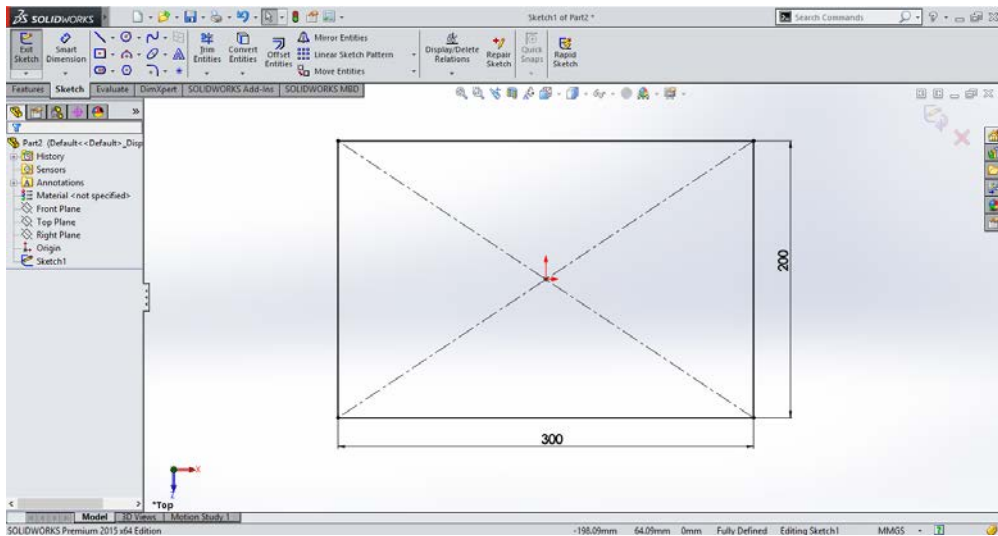 SOLIDWORKS
Sketch1 of Part2 *
Search Commands
Exit Sketch
Smart Dimension
Trim Entities
Convert Entities
Offset Entities
Mirror Entities
Linear Sketch Pattern
Move Entities
Display/Delete Relations
Repair Sketch
Quick Snaps
Rapid Sketch
Features Sketch Evaluate DimXpert SOLIDWORKS Add-Ins SOLIDWORKS MBD
Part2 (Default<<Default>_Disp
History
Sensors
Annotations
Material <not specified>
Front Plane
Top Plane
Right Plane
Origin
Sketch1
200
300
X
Z
*Top
Model 3D Views Motion Study 1
SOLIDWORKS Premium 2015 x64 Edition -198.09mm 64.09mm 0mm Fully Defined Editing Sketch1 MMGS